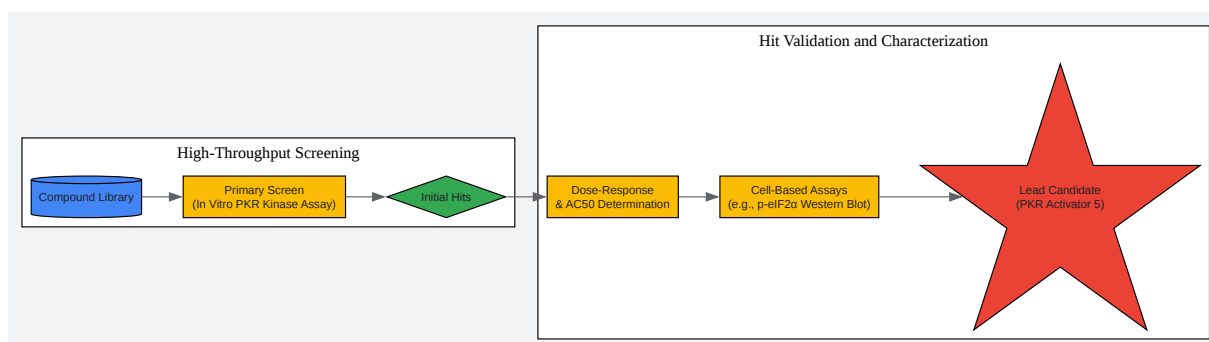 High-Throughput Screening
Compound Library
Primary Screen
(In Vitro PKR Kinase Assay)
Initial Hits
Hit Validation and Characterization
Dose-Response
& AC50 Determination
Cell-Based Assays
(e.g., p-eIF2α Western Blot)
Lead Candidate
(PKR Activator 5)